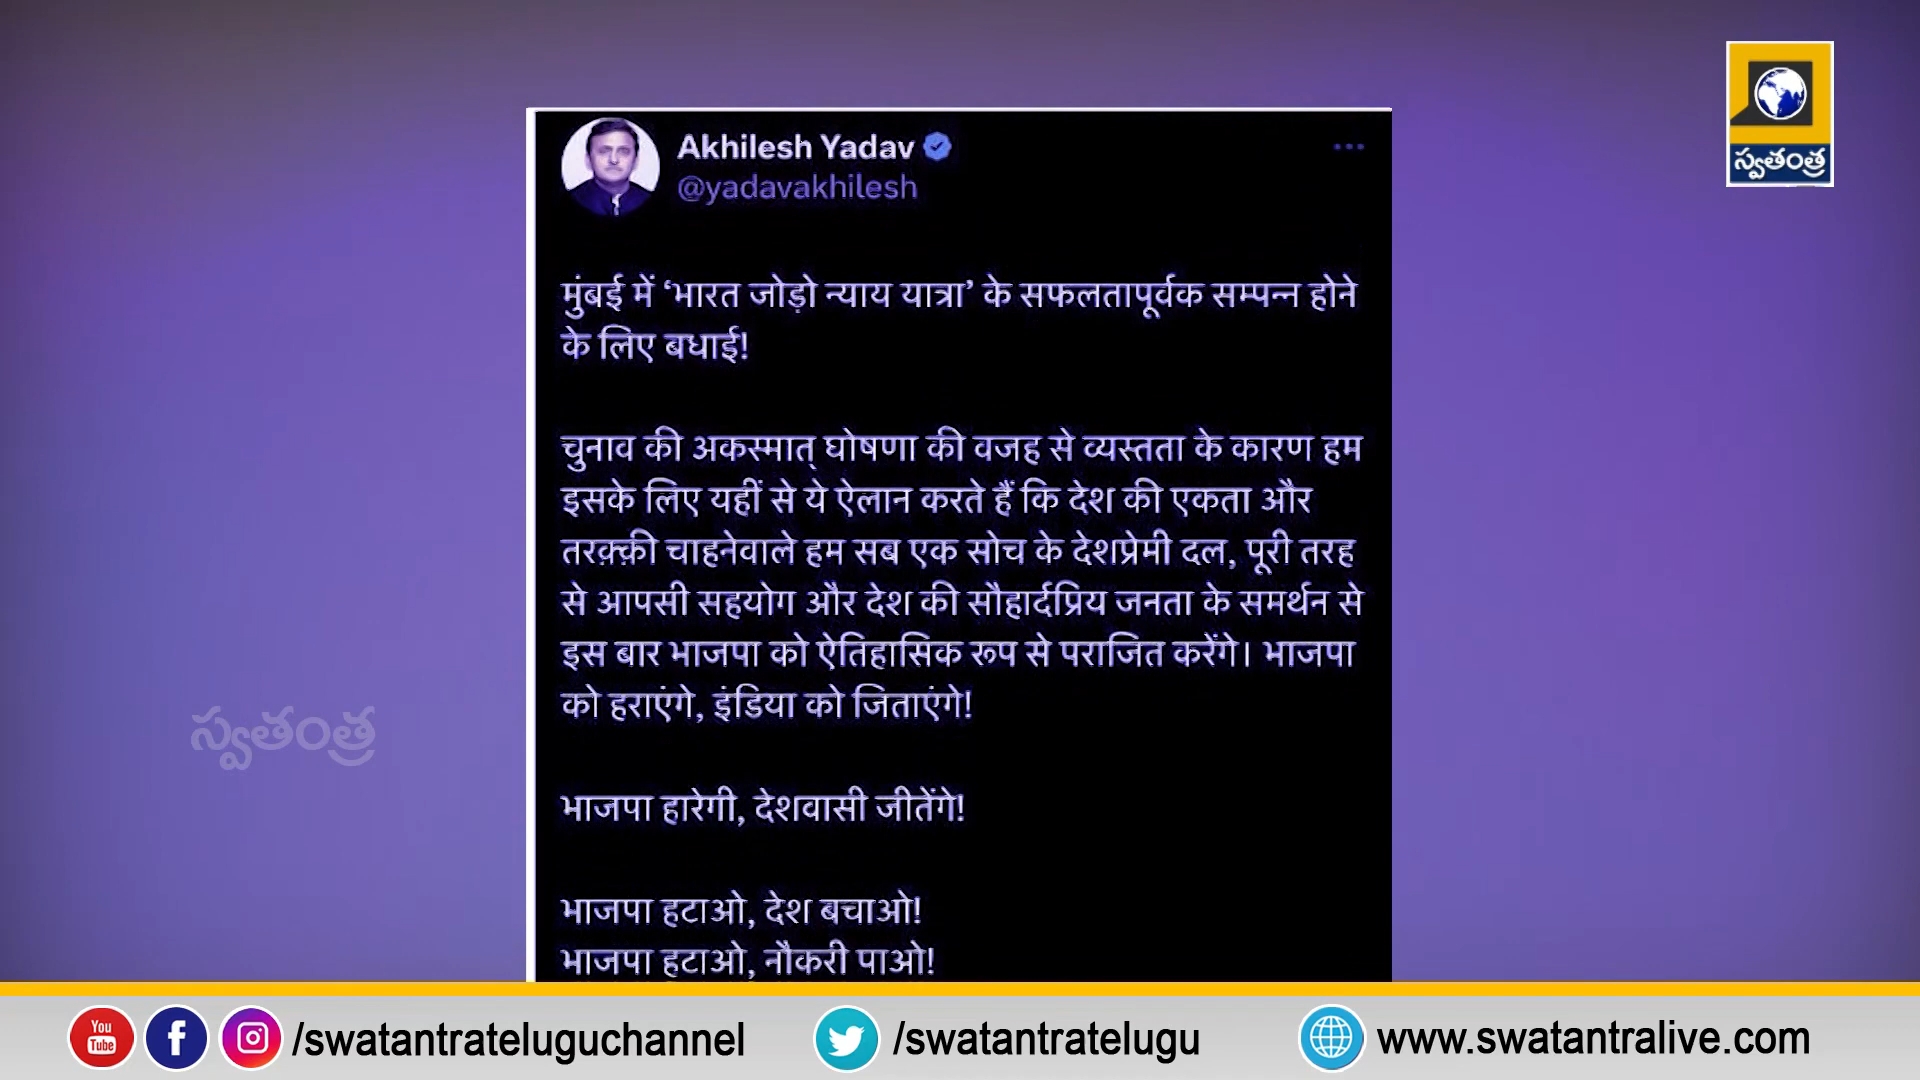 Akhilesh Yadav
@yadavakhilesh
स్వతంత్ర
मुंबई में ‘भारत जोड़ो न्याय यात्रा’ के सफलतापूर्वक सम्पन्न होने
के लिए बधाई!
चुनाव की अकस्मात् घोषणा की वजह से व्यस्तता के कारण हम
इसके लिए यहीं से ये ऐलान करते हैं कि देश की एकता और
तरक़्क़ी चाहनेवाले हम सब एक सोच के देशप्रेमी दल, पूरी तरह
से आपसी सहयोग और देश की सौहार्दप्रिय जनता के समर्थन से
इस बार भाजपा को ऐतिहासिक रूप से पराजित करेंगे। भाजपा
को हराएंगे, इंडिया को जिताएंगे!
స్వతంత్ర
भाजपा हारेगी, देशवासी जीतेंगे!
भाजपा हटाओ, देश बचाओ!
भाजपा हटाओ, नौकरी पाओ!
You Tube f /swatantrateluguchannel /swatantratelugu www.swatantralive.com